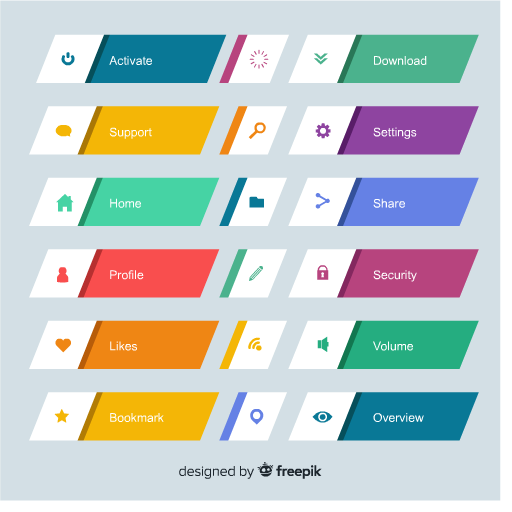 Activate
Download
Support
Settings
Home
Share
Profile
Security
Likes
Volume
Bookmark
Overview
designed by freepik